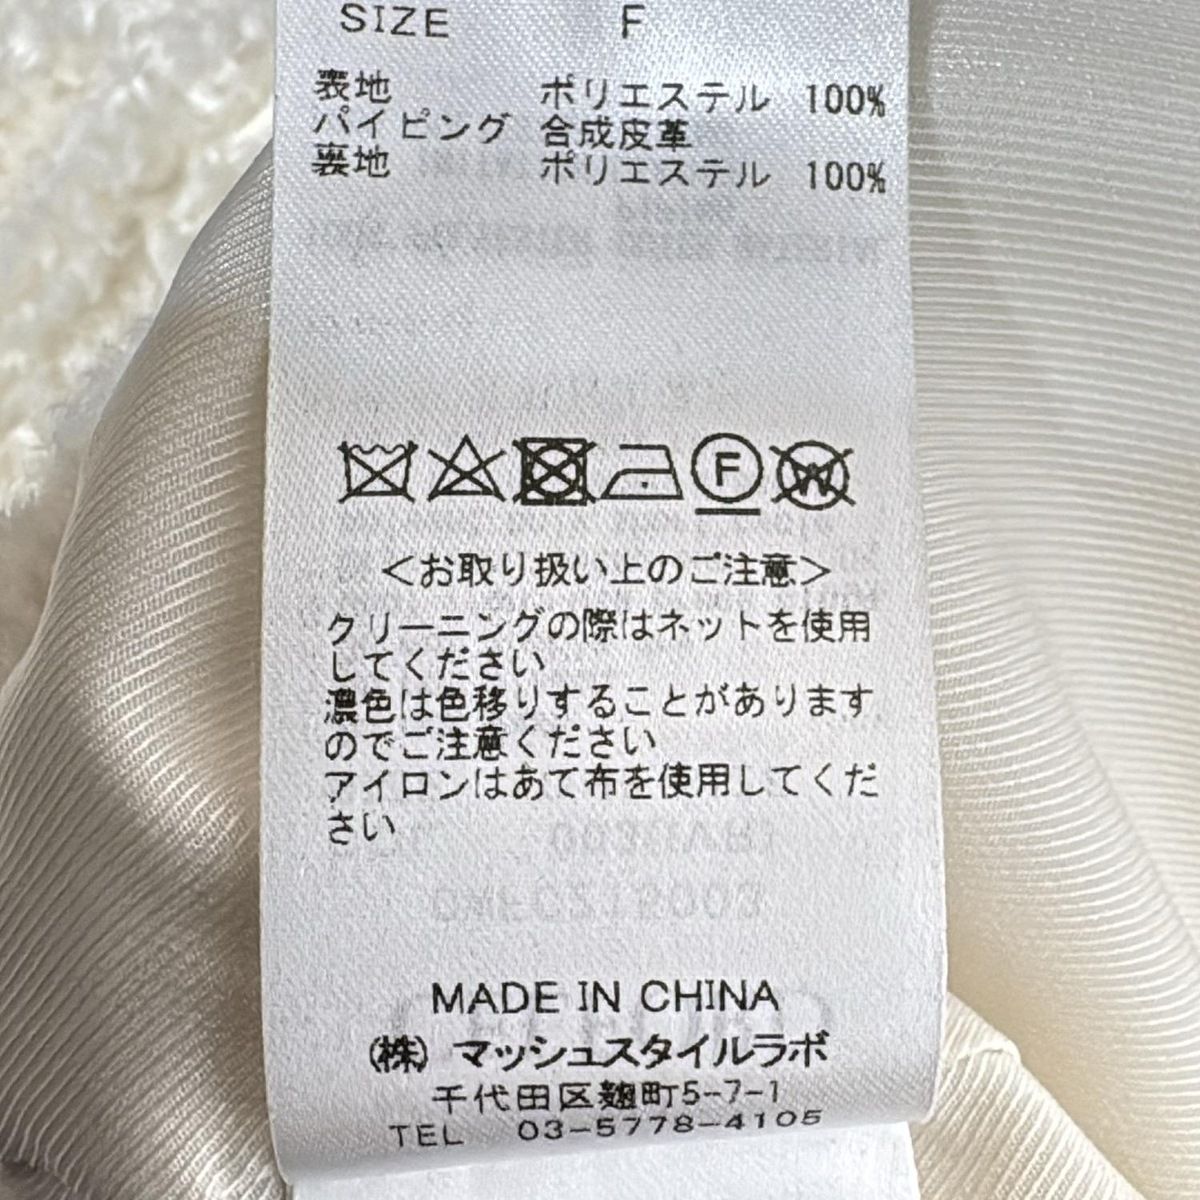 SIZE F
表地 ポリエステル 100%
パイピング 合成皮革
裏地 ポリエステル 100%
F W
<お取り扱い上のご注意>
クリーニングの際はネットを使用
してください
濃色は色移りすることがあります
のでご注意ください
アイロンはあて布を使用してくだ
さい
MADE IN CHINA
(株) マッシュスタイルラボ
千代田区麹町5-7-1
TEL 03-5778-4105